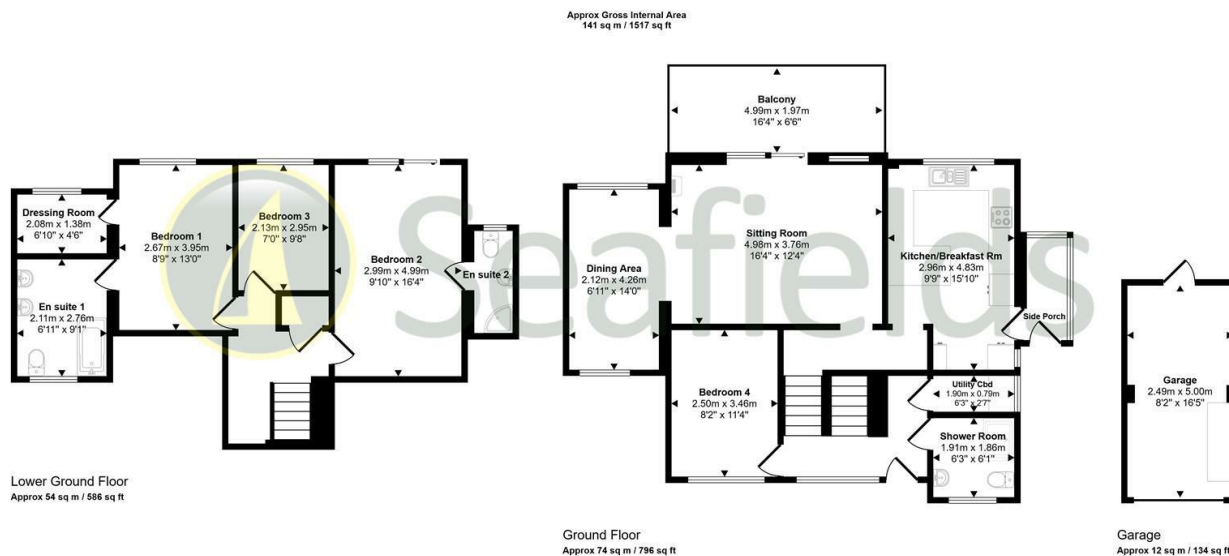 Approx Gross Internal Area
141 sq m / 1517 sq ft
Seafields
Dressing Room
2.08m x 1.38m
6'10" x 4'6"
En suite 1
2.11m x 2.76m
6'11" x 9'1"
Bedroom 1
2.67m x 3.95m
8'9" x 13'0"
Bedroom 3
2.13m x 2.95m
7'0" x 9'8"
Bedroom 2
2.99m x 4.99m
9'10" x 16'4"
En suite 2
Lower Ground Floor
Approx 54 sq m / 586 sq ft
Balcony
4.99m x 1.97m
16'4" x 6'6"
Dining Area
2.12m x 4.26m
6'11" x 14'0"
Sitting Room
4.98m x 3.76m
16'4" x 12'4"
Kitchen/Breakfast Rm
2.96m x 4.83m
9'9" x 15'10"
Side Porch
Bedroom 4
2.50m x 3.46m
8'2" x 11'4"
Utility Cbd
1.90m x 0.79m
6'3" x 2'7"
Shower Room
1.91m x 1.86m
6'3" x 6'1"
Ground Floor
Approx 74 sq m / 796 sq ft
Garage
2.49m x 5.00m
8'2" x 16'5"
Garage
Approx 12 sq m / 134 sq ft